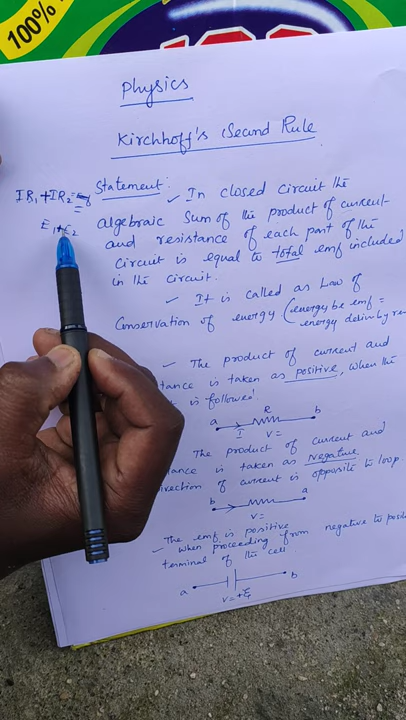 100%
Physics
Kirchhoff's Second Rule
Statement:
✓ In closed circuit the
algebraic sum of the product of current
and resistance of each part of the
circuit is equal to total emf included
in the circuit.
IR₁+IR₂=
E₁+E₂
✓ It is called as Law of
Conservation of energy (energy by emf =
energy
✓ The product of current and
tance is taken as positive, when the
is followed.
a R b
I V=
The product of current and
tance is taken as Negative
irection of current is opposite to loop.
b a
V=
The emf is positive
✓ when proceeding from negative to positi
terminal of the cell.
a b